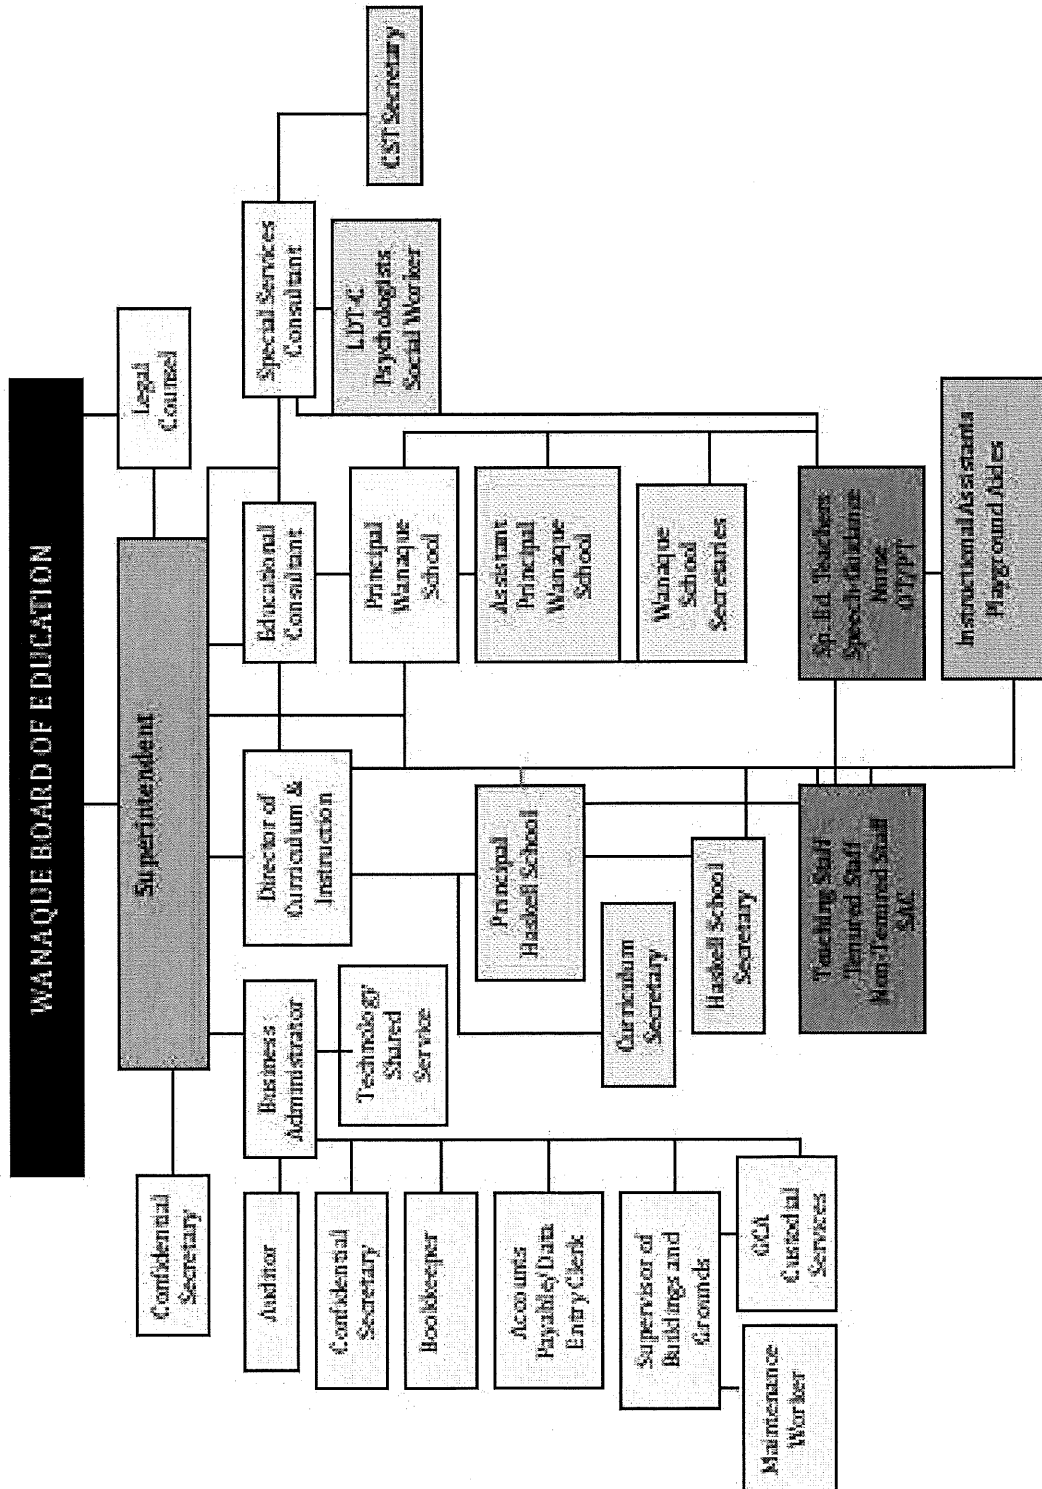 WANAQUE BOARD OF EDUCATION
Superintendent
Legal
Counsel
Confidential
Secretary
Business
Administrator
Director of
Curriculum &
Instruction
Educational
Consultant
Special Services
Consultant
Auditor
Confidential
Secretary
Bookkeeper
Accounts
Payable/Data
Entry Clerk
Supervisor of
Buildings and
Grounds
Maintenance
Worker
GCA
Custodial
Services
Technology
Shared
Service
Principal
Haskell School
Curriculum
Secretary
Haskell School
Secretary
Teaching Staff
Tenured Staff
Non-Tenured Staff
SAC
Principal
Wanaque
School
Assistant
Principal
Wanaque
School
Wanaque
School
Secretaries
Sp. Ed. Teachers
Speech-Guidance
Nurse
OT/PT
Instructional Assistants
Playground Aides
LDT-C
Psychologists
Social Worker
CST Secretary